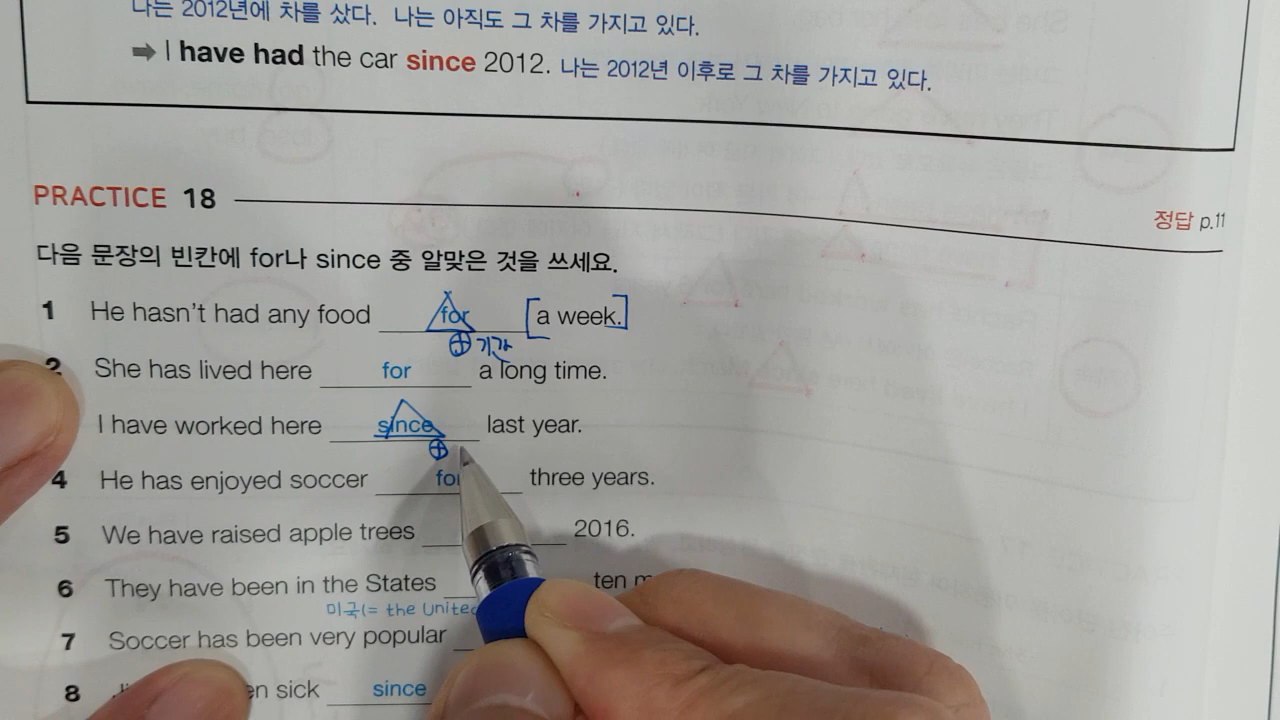 나는 2012년에 차를 샀다. 나는 아직도 그 차를 가지고 있다.
➡ I have had the car since 2012. 나는 2012년 이후로 그 차를 가지고 있다.
PRACTICE 18
정답 p.11
다음 문장의 빈칸에 for나 since 중 알맞은 것을 쓰세요.
1 He hasn't had any food for [a week.]
⊕ 기간
2 She has lived here for a long time.
I have worked here since last year.
⊕
4 He has enjoyed soccer for three years.
5 We have raised apple trees 2016.
6 They have been in the States ten
미국(= the United
7 Soccer has been very popular
8 sick since